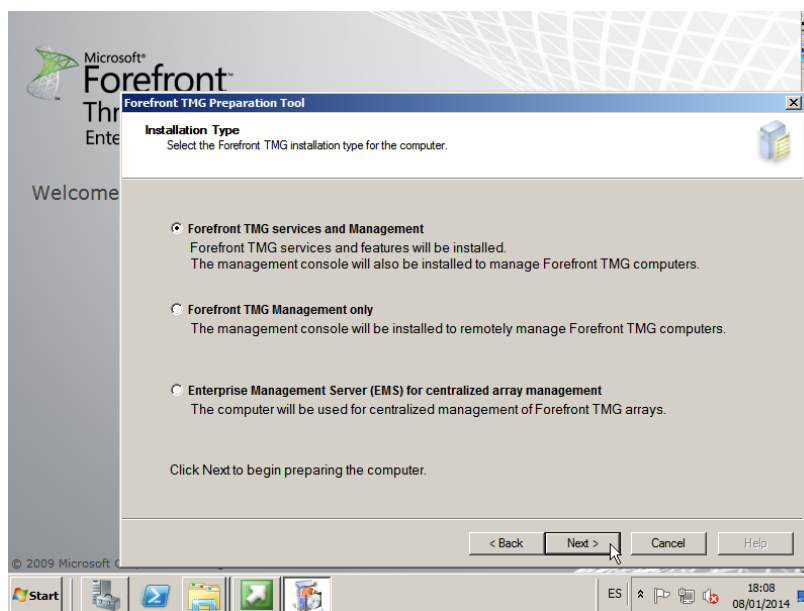 Microsoft®
Forefront™
Thr
Ente
Welcome
Forefront TMG Preparation Tool
Installation Type
Select the Forefront TMG installation type for the computer.
Forefront TMG services and Management
Forefront TMG services and features will be installed.
The management console will also be installed to manage Forefront TMG computers.
Forefront TMG Management only
The management console will be installed to remotely manage Forefront TMG computers.
Enterprise Management Server (EMS) for centralized array management
The computer will be used for centralized management of Forefront TMG arrays.
Click Next to begin preparing the computer.
< Back Next > Cancel Help
© 2009 Microsoft
Start ES 18:08
08/01/2014